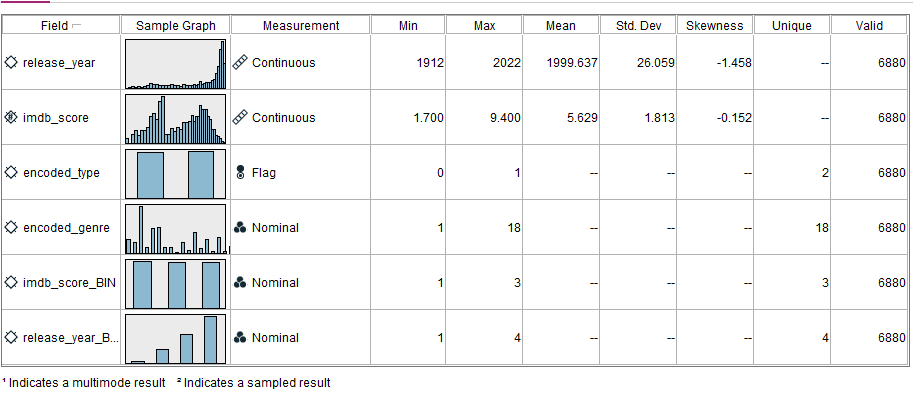 Field Sample Graph Measurement Min Max Mean Std. Dev Skewness Unique Valid
release_year Continuous 1912 2022 1999.637 26.059 -1.458 -- 6880
imdb_score Continuous 1.700 9.400 5.629 1.813 -0.152 -- 6880
encoded_type Flag 0 1 -- -- -- 2 6880
encoded_genre Nominal 1 18 -- -- -- 18 6880
imdb_score_BIN Nominal 1 3 -- -- -- 3 6880
release_year_B... Nominal 1 4 -- -- -- 4 6880
¹ Indicates a multimode result ² Indicates a sampled result